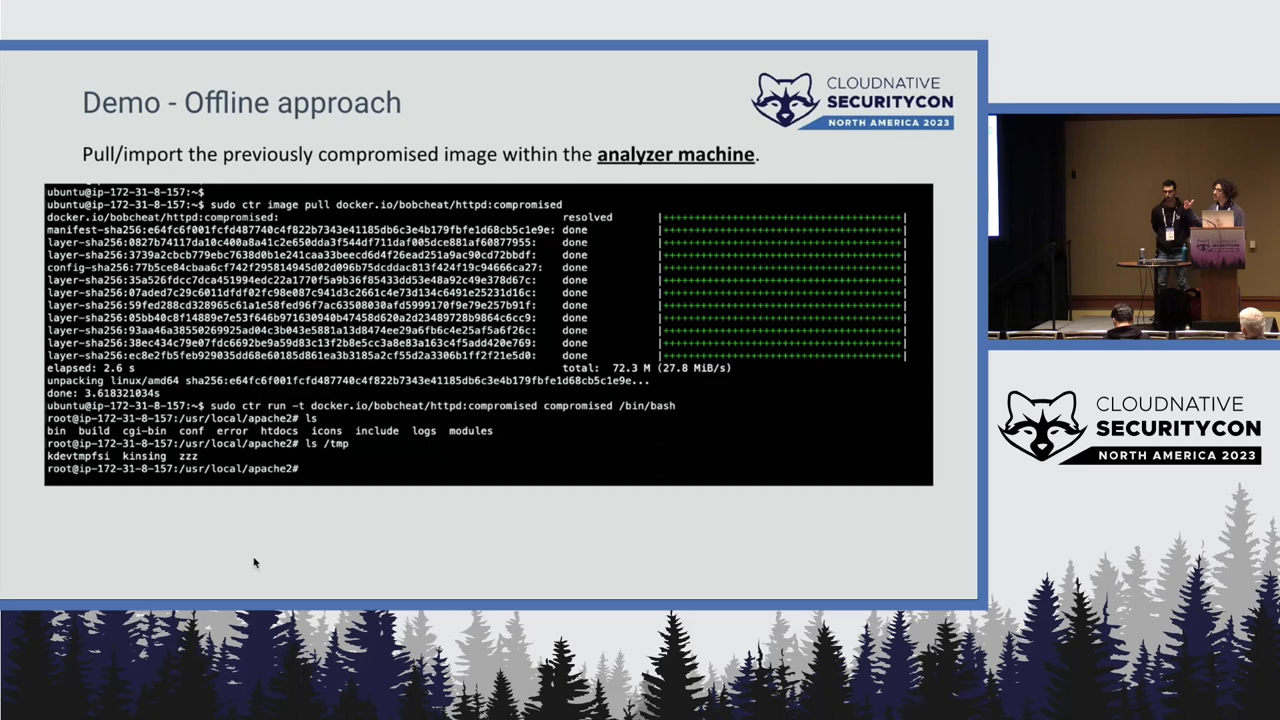 Demo - Offline approach
CLOUDNATIVE
SECURITYCON
NORTH AMERICA 2023
Pull/import the previously compromised image within the analyzer machine.
ubuntu@ip-172-31-8-157:~$
ubuntu@ip-172-31-8-157:~$ sudo ctr image pull docker.io/bobcheat/httpd:compromised
docker.io/bobcheat/httpd:compromised: resolved |++++++++++++++++++++++++++++++++++++++|
manifest-sha256:e64fc6f001fcfd487740c4f822b7343e41185db6c3e4b179fbfe1d68cb5c1e9e: done |++++++++++++++++++++++++++++++++++++++|
layer-sha256:0827b74117da10c400a8a41c2e650dda3f544df711daf005dce881af60877955: done |++++++++++++++++++++++++++++++++++++++|
layer-sha256:3739a2cbcb779ebc7638d0b1e241caa33beecd6d4f26ead251a9ac90cd72bbdf: done |++++++++++++++++++++++++++++++++++++++|
config-sha256:77b5ce84cbaa6cf742f295814945d02d096b75dcddac813f424f19c94666ca27: done |++++++++++++++++++++++++++++++++++++++|
layer-sha256:35a526fdcc7dca451994edc22a1770f5a9b36f85433dd53e48a92c49e378d67c: done |++++++++++++++++++++++++++++++++++++++|
layer-sha256:07aded7c29c6011dfdf02fc98e087c941d3c2661c4e73d134c6491e25231d16c: done |++++++++++++++++++++++++++++++++++++++|
layer-sha256:59fed288cd328965c61a1e58fed96f7ac63508030afd5999170f9e79e257b91f: done |++++++++++++++++++++++++++++++++++++++|
layer-sha256:05bb40c8f14889e7e53f646b971630947b458df60d620a2d23489728b9864c6cc9: done |++++++++++++++++++++++++++++++++++++++|
layer-sha256:93aa46a38550269925ad04c3b043e5881a13d8474ee29a6fb6c4e25af5a6f26c: done |++++++++++++++++++++++++++++++++++++++|
layer-sha256:38ec434c79e07fdc6692be9a59d83c13f2b8e5cc3a8e83a163c4f5add420e769: done |++++++++++++++++++++++++++++++++++++++|
layer-sha256:ec8e2fb5feb929035dd68e60185d861ea3b3185a2cf55d2a3306b1ff2f21e5d0: done |++++++++++++++++++++++++++++++++++++++|
elapsed: 2.6 s total: 72.3 M (27.8 MiB/s)
unpacking linux/amd64 sha256:e64fc6f001fcfd487740c4f822b7343e41185db6c3e4b179fbfe1d68cb5c1e9e...
done: 3.618321034s
ubuntu@ip-172-31-8-157:~$ sudo ctr run -t docker.io/bobcheat/httpd:compromised compromised /bin/bash
root@ip-172-31-8-157:/usr/local/apache2# ls
bin build cgi-bin conf error htdocs icons include logs modules
root@ip-172-31-8-157:/usr/local/apache2# ls /tmp
kdevtmpfsi kinsing zzz
root@ip-172-31-8-157:/usr/local/apache2#
CLOUDNATIVE
SECURITYCON
NORTH AMERICA 2023